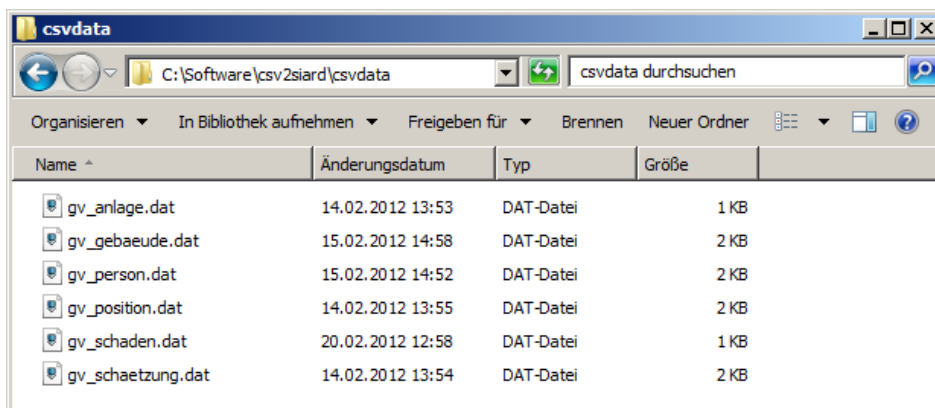 csvdata
C:\Software\csv2siard\csvdata csvdata durchsuchen
Organisieren In Bibliothek aufnehmen Freigeben für Brennen Neuer Ordner
Name Änderungsdatum Typ Größe
gv_anlage.dat 14.02.2012 13:53 DAT-Datei 1 KB
gv_gebaeude.dat 15.02.2012 14:58 DAT-Datei 2 KB
gv_person.dat 15.02.2012 14:52 DAT-Datei 2 KB
gv_position.dat 14.02.2012 13:55 DAT-Datei 2 KB
gv_schaden.dat 20.02.2012 12:58 DAT-Datei 1 KB
gv_schaetzung.dat 14.02.2012 13:54 DAT-Datei 2 KB